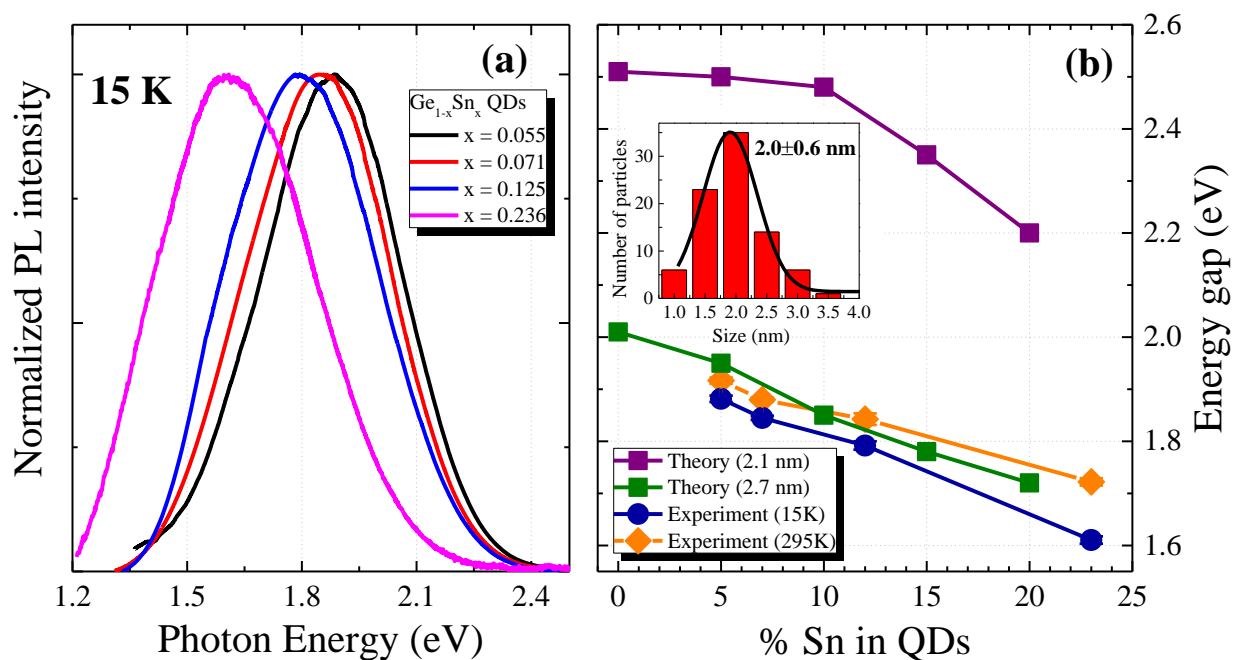 (a)
15 K
Ge1-xSnx QDs
x = 0.055
x = 0.071
x = 0.125
x = 0.236
Normalized PL intensity
1.2 1.5 1.8 2.1 2.4
Photon Energy (eV)
(b)
2.6
2.4
2.2
2.0
1.8
1.6
Energy gap (eV)
2.0±0.6 nm
Number of particles
30
20
10
0
1.0 1.5 2.0 2.5 3.0 3.5 4.0
Size (nm)
Theory (2.1 nm)
Theory (2.7 nm)
Experiment (15K)
Experiment (295K)
0 5 10 15 20 25
% Sn in QDs